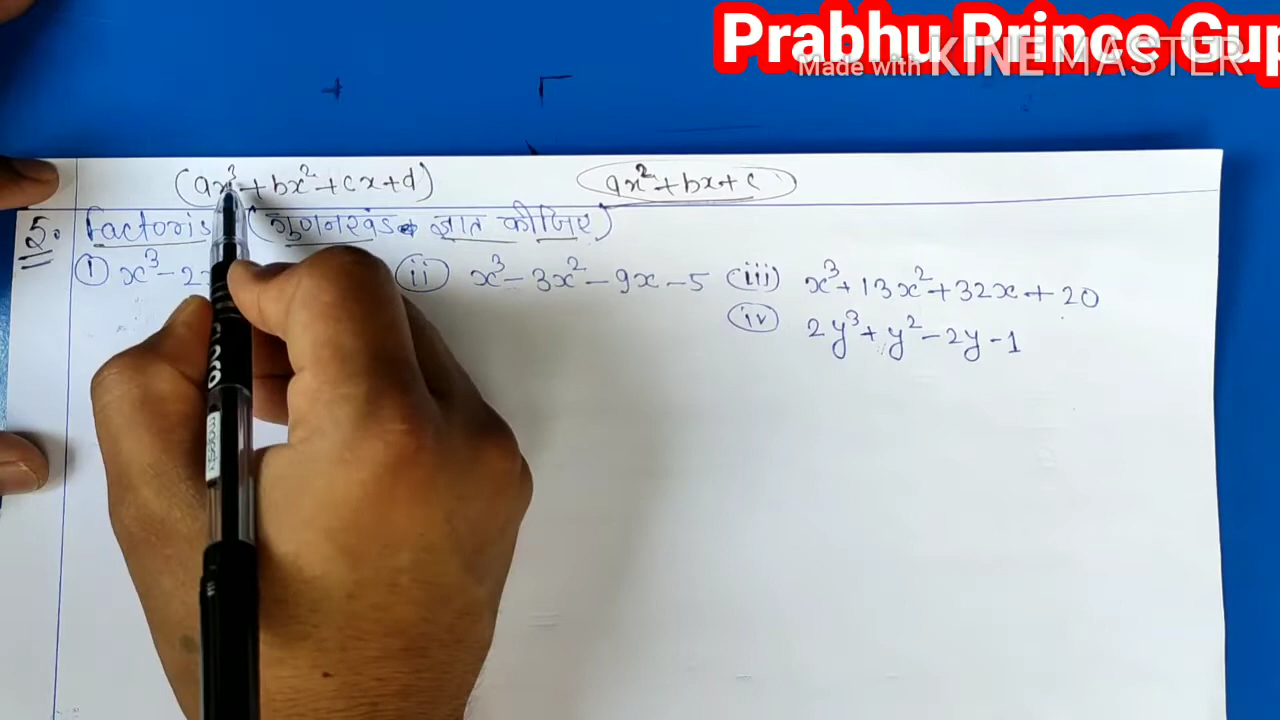 Prabhu Prince Gup
Made with KINEMASTER
(ax³+bx²+cx+d) ax²+bx+c
5. Factoris (गुणनखंड ज्ञात कीजिए)
① x³-2 ⅱ x³-3x²-9x-5 (iii) x³+13x²+32x+20
iv 2y³+y²-2y-1